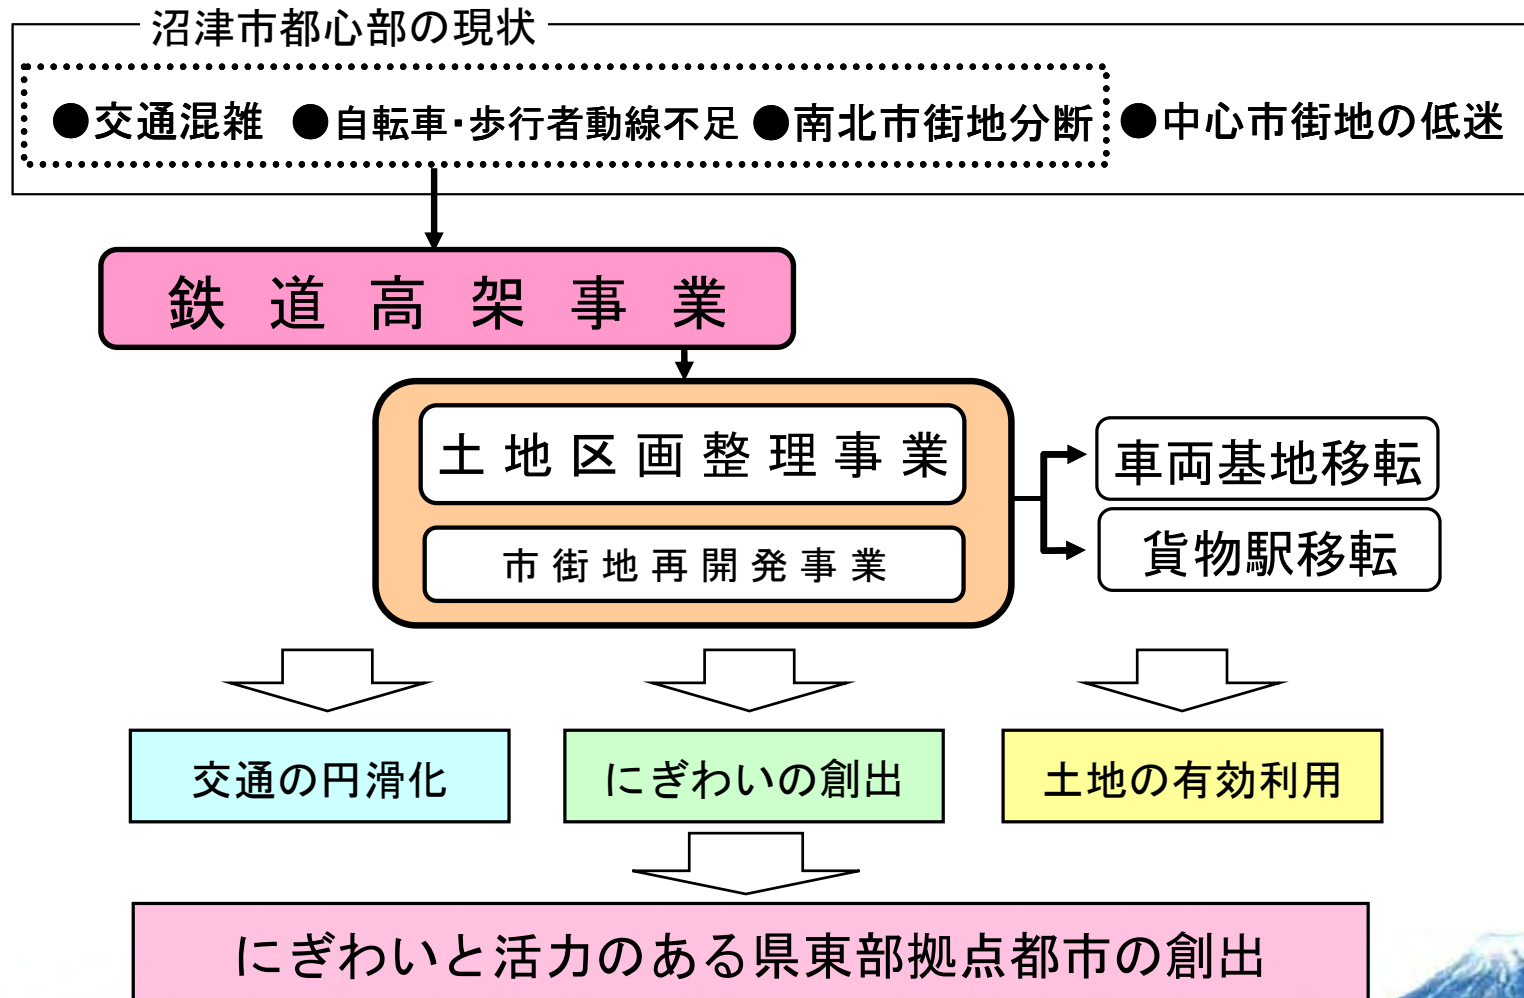 沼津市都心部の現状
●交通混雑 ●自転車・歩行者動線不足 ●南北市街地分断 ●中心市街地の低迷
鉄道高架事業
土地区画整理事業
市街地再開発事業
車両基地移転
貨物駅移転
交通の円滑化 にぎわいの創出 土地の有効利用
にぎわいと活力のある県東部拠点都市の創出